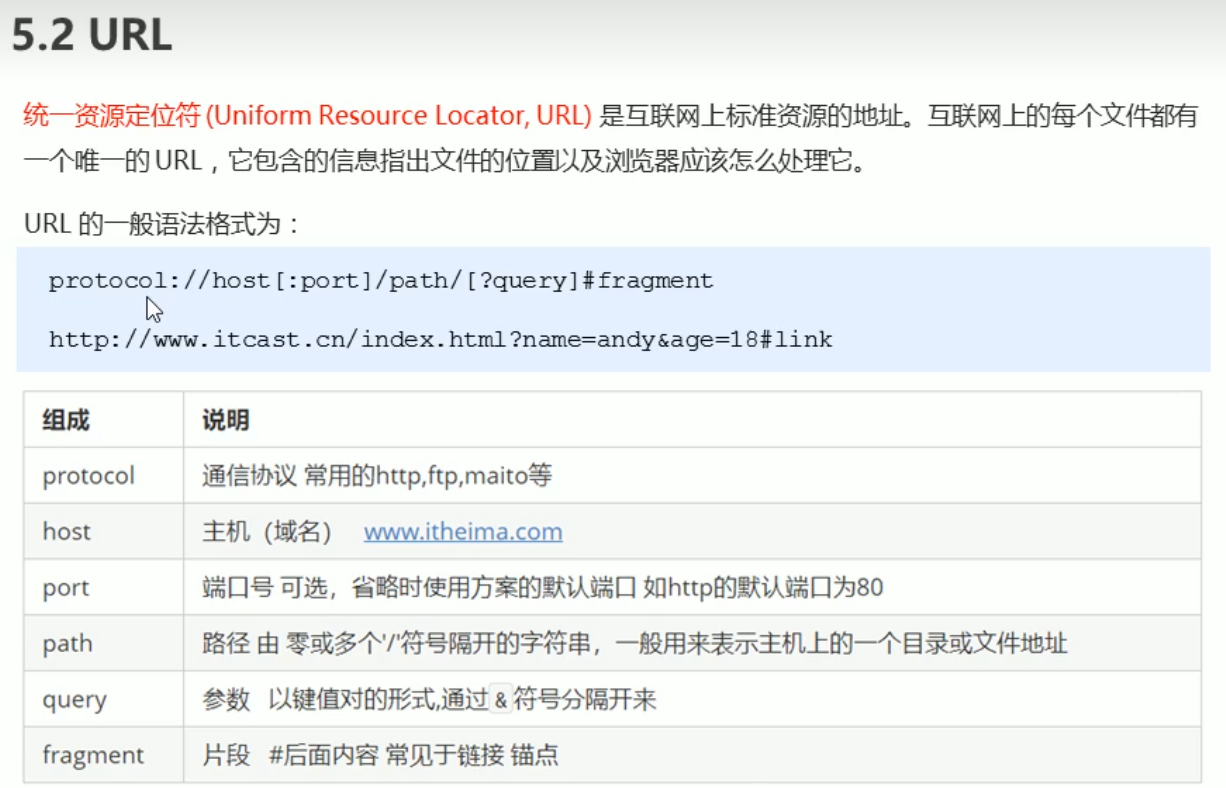 5.2 URL
统一资源定位符 (Uniform Resource Locator, URL) 是互联网上标准资源的地址。互联网上的每个文件都有
一个唯一的 URL，它包含的信息指出文件的位置以及浏览器应该怎么处理它。
URL 的一般语法格式为：
protocol://host[:port]/path/[?query]#fragment
http://www.itcast.cn/index.html?name=andy&age=18#link
组成 说明
protocol 通信协议 常用的http,ftp,maito等
host 主机（域名） www.itheima.com
port 端口号 可选，省略时使用方案的默认端口 如http的默认端口为80
path 路径 由 零或多个'/'符号隔开的字符串，一般用来表示主机上的一个目录或文件地址
query 参数 以键值对的形式,通过&符号分隔开来
fragment 片段 #后面内容 常见于链接 锚点